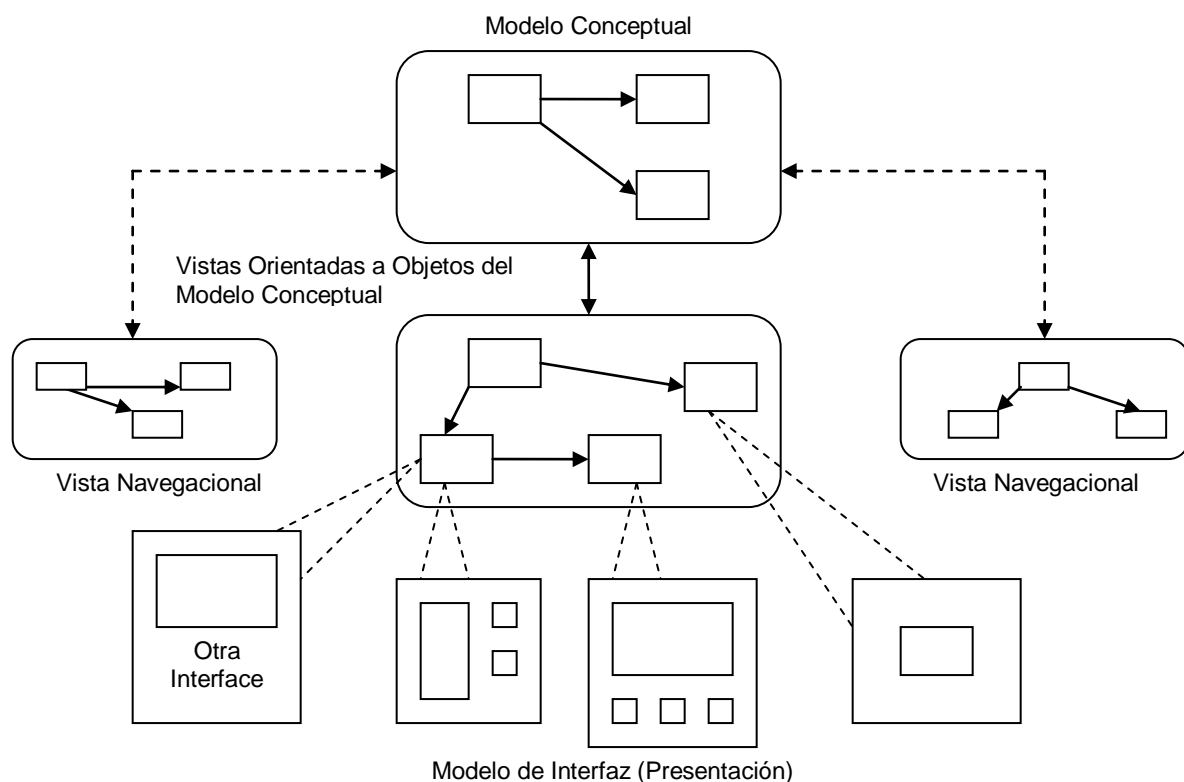 Modelo Conceptual
Vistas Orientadas a Objetos del
Modelo Conceptual
Vista Navegacional
Vista Navegacional
Otra
Interface
Modelo de Interfaz (Presentación)